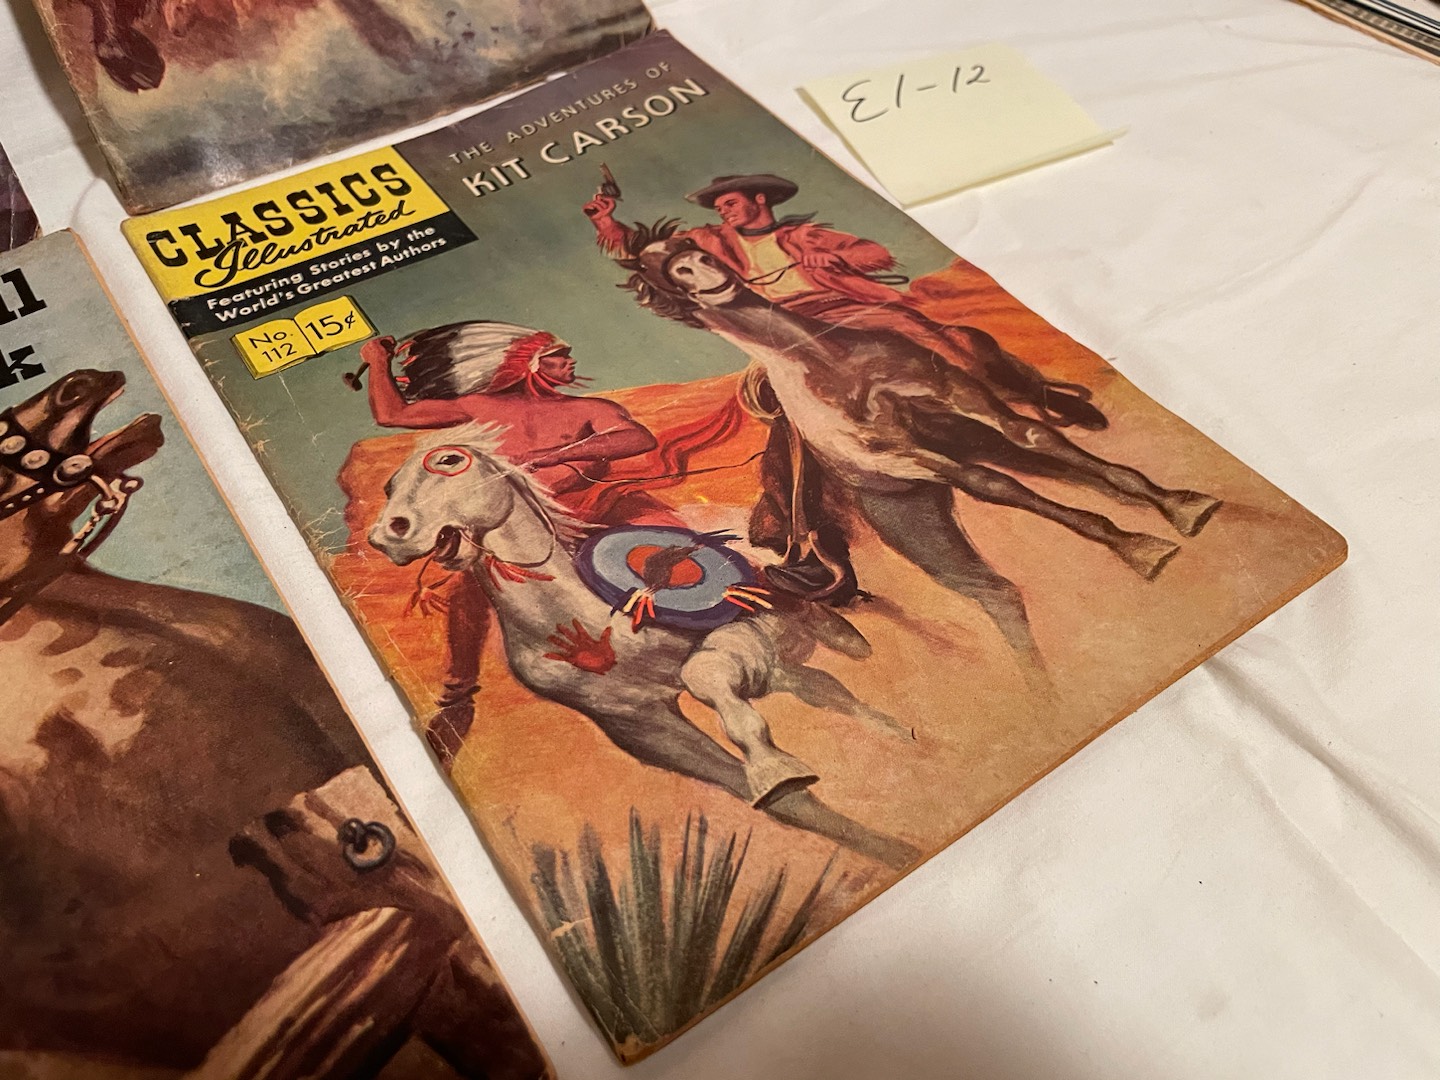 THE ADVENTURES OF
KIT CARSON
CLASSICS
Illustrated
Featuring Stories by the
World's Greatest Authors
No.
112
15¢
E1-12